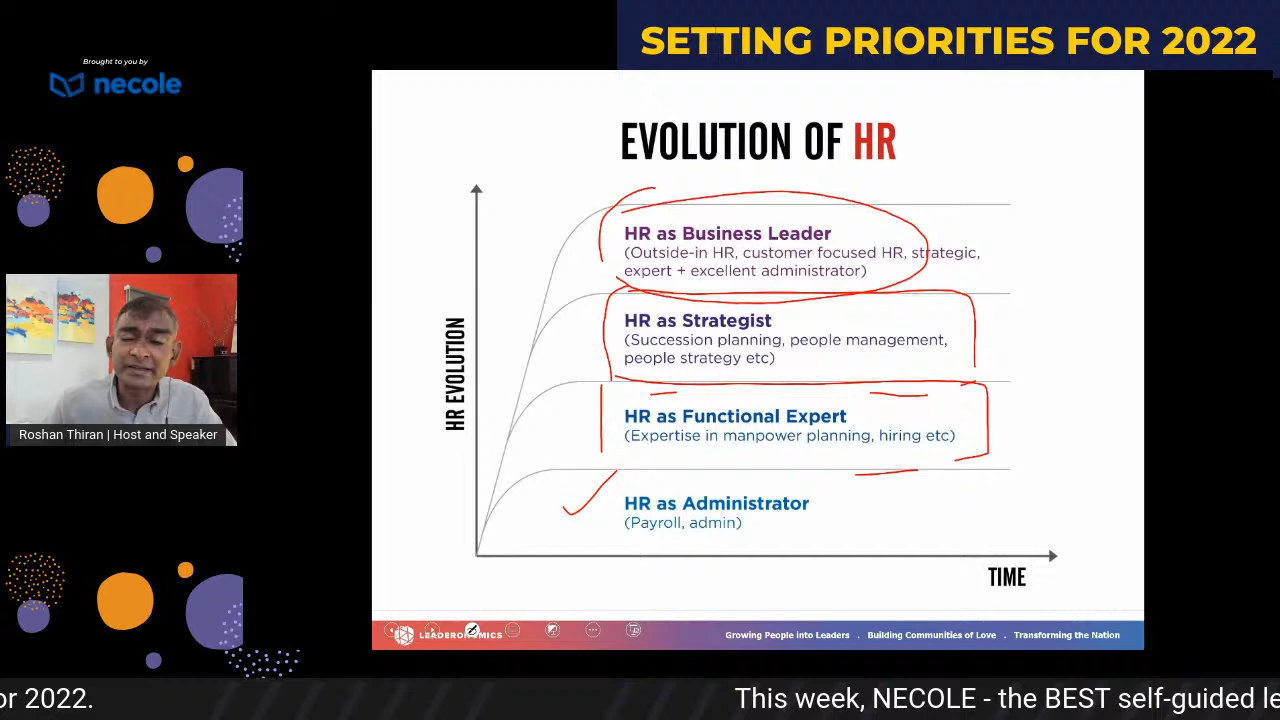 SETTING PRIORITIES FOR 2022
Brought to you by
necole
EVOLUTION OF HR
HR as Business Leader
(Outside-in HR, customer focused HR, strategic,
expert + excellent administrator)
HR as Strategist
(Succession planning, people management,
people strategy etc)
HR as Functional Expert
(Expertise in manpower planning, hiring etc)
HR as Administrator
(Payroll, admin)
HR EVOLUTION
TIME
Roshan Thiran | Host and Speaker
LEADERONOMICS
Growing People into Leaders . Building Communities of Love . Transforming the Nation
or 2022. This week, NECOLE - the BEST self-guided le